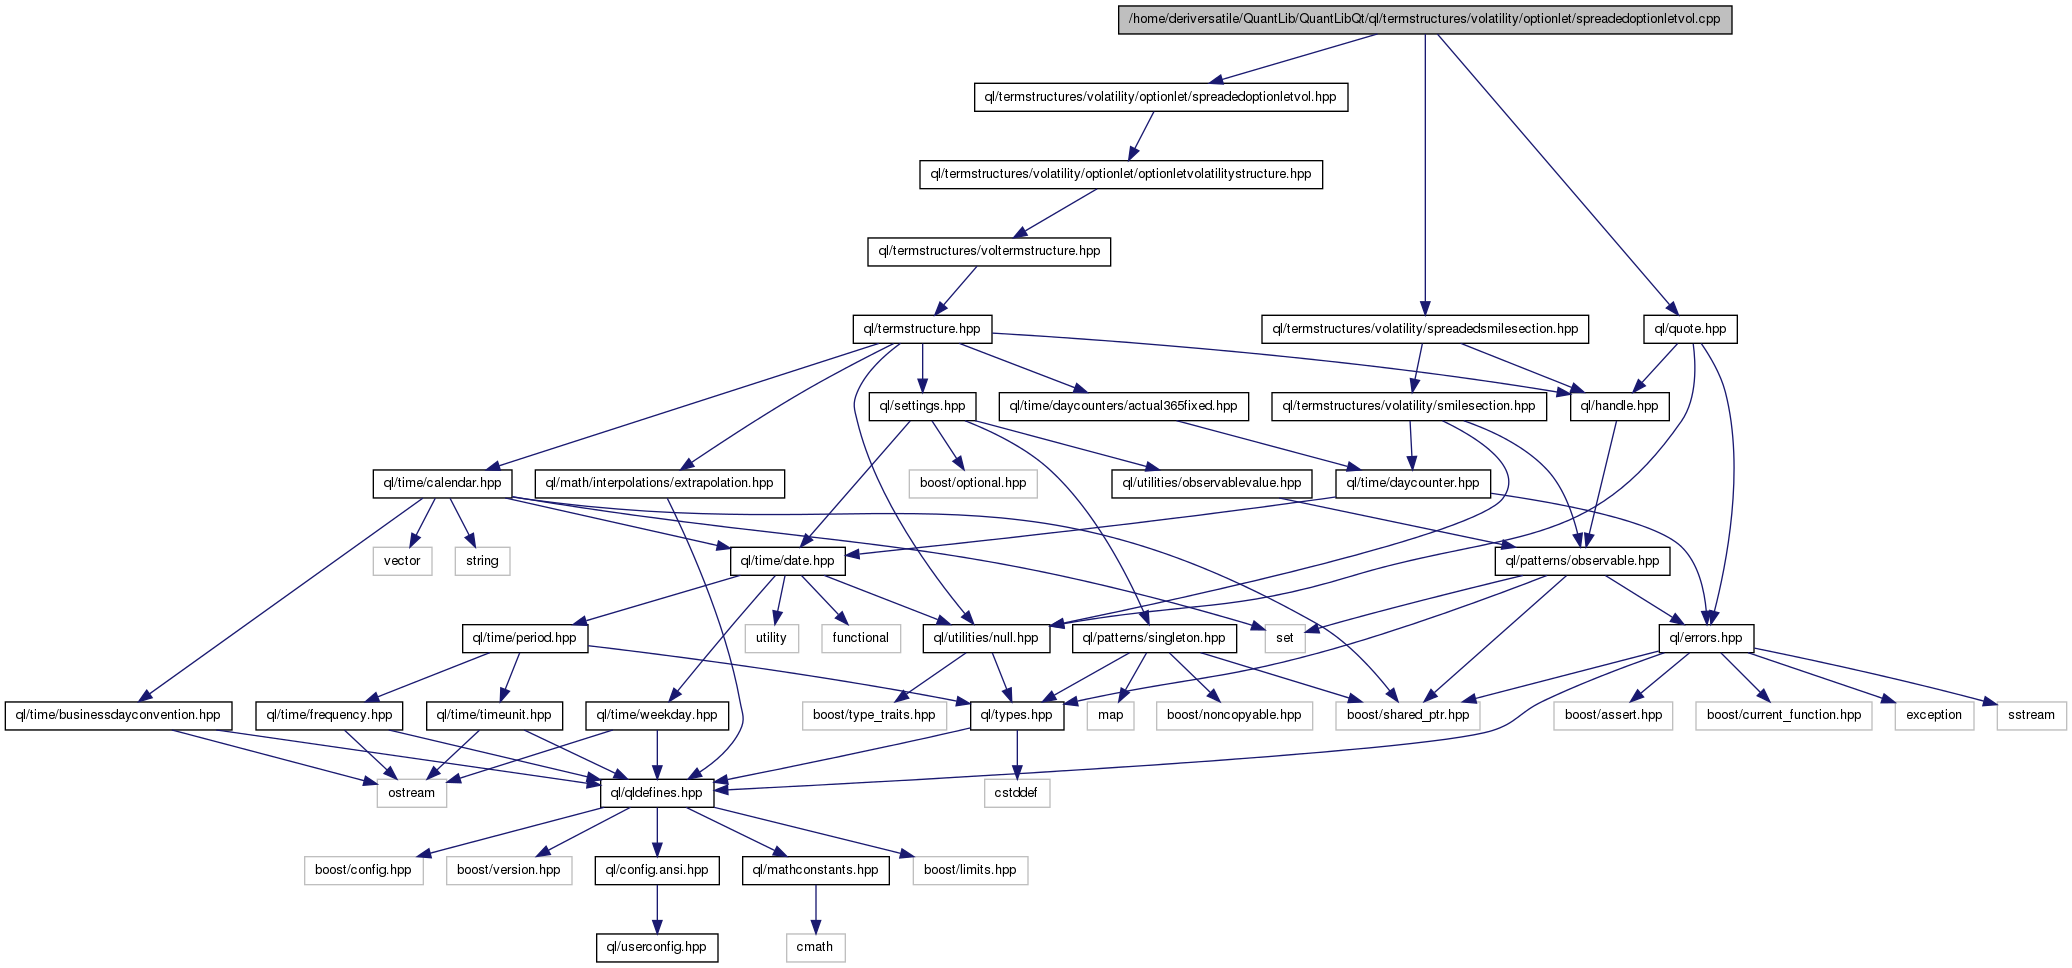 /home/deriversatile/QuantLib/QuantLibQt/ql/termstructures/volatility/optionlet/spreadedoptionletvol.cpp
ql/termstructures/volatility/optionlet/spreadedoptionletvol.hpp
ql/termstructures/volatility/optionlet/optionletvolatilitystructure.hpp
ql/termstructures/voltermstructure.hpp
ql/termstructure.hpp
ql/termstructures/volatility/spreadedsmilesection.hpp
ql/quote.hpp
ql/settings.hpp
ql/time/daycounters/actual365fixed.hpp
ql/termstructures/volatility/smilesection.hpp
ql/handle.hpp
ql/time/calendar.hpp
ql/math/interpolations/extrapolation.hpp
boost/optional.hpp
ql/utilities/observablevalue.hpp
ql/time/daycounter.hpp
vector
string
ql/time/date.hpp
ql/patterns/observable.hpp
ql/time/period.hpp
utility
functional
ql/utilities/null.hpp
ql/patterns/singleton.hpp
set
ql/errors.hpp
ql/time/businessdayconvention.hpp
ql/time/frequency.hpp
ql/time/timeunit.hpp
ql/time/weekday.hpp
boost/type_traits.hpp
ql/types.hpp
map
boost/noncopyable.hpp
boost/shared_ptr.hpp
boost/assert.hpp
boost/current_function.hpp
exception
sstream
ostream
ql/qldefines.hpp
cstddef
boost/config.hpp
boost/version.hpp
ql/config.ansi.hpp
ql/mathconstants.hpp
boost/limits.hpp
ql/userconfig.hpp
cmath